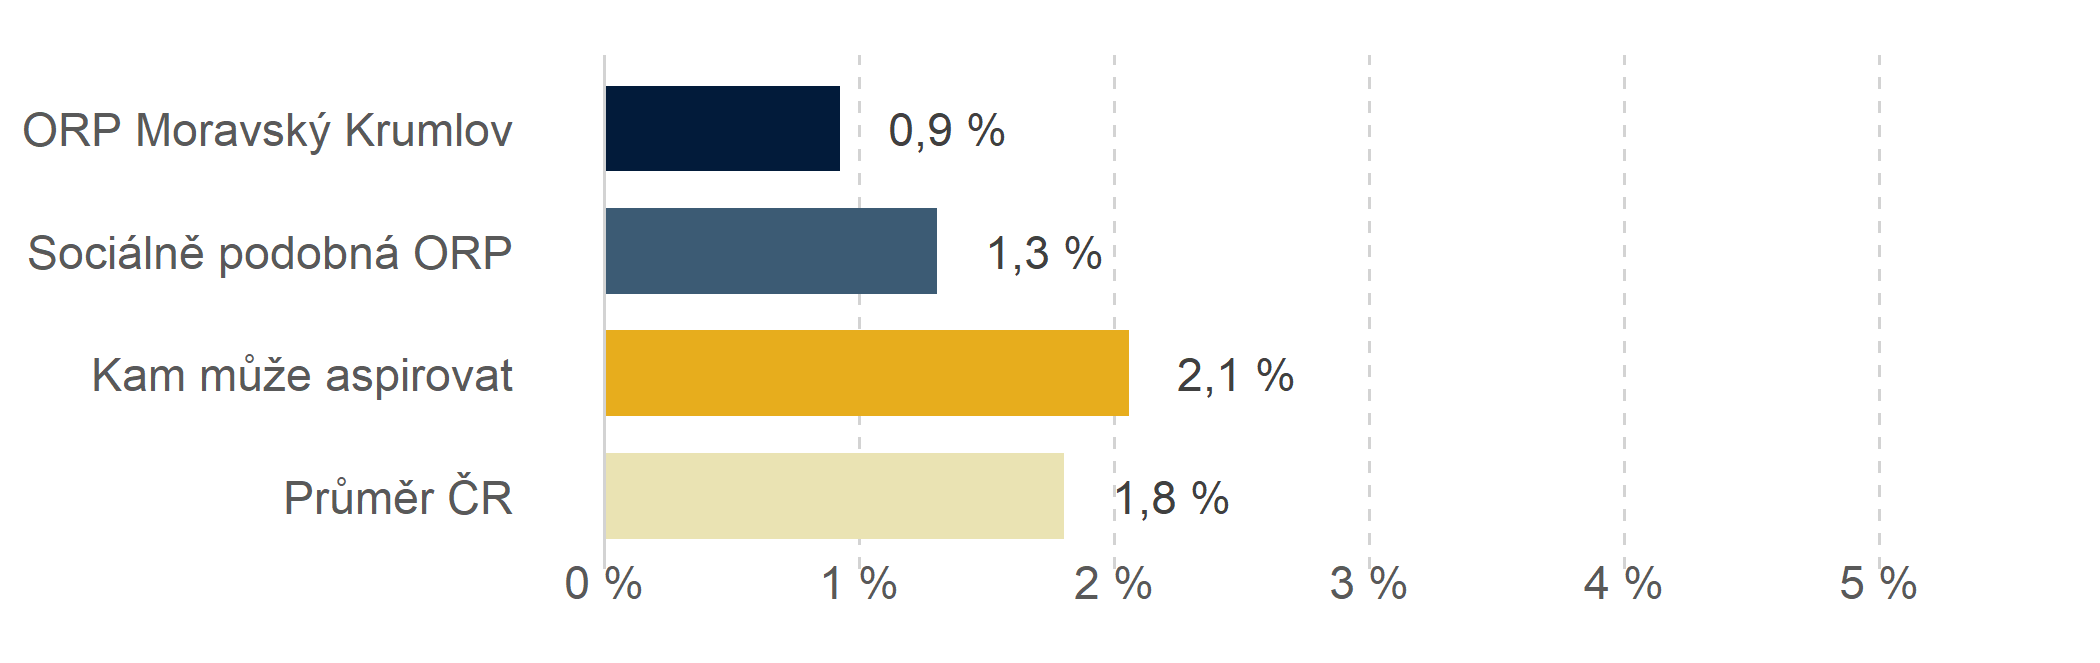 ORP Moravský Krumlov 0,9 %
Sociálně podobná ORP 1,3 %
Kam může aspirovat 2,1 %
Průměr ČR 1,8 %
0 % 1 % 2 % 3 % 4 % 5 %